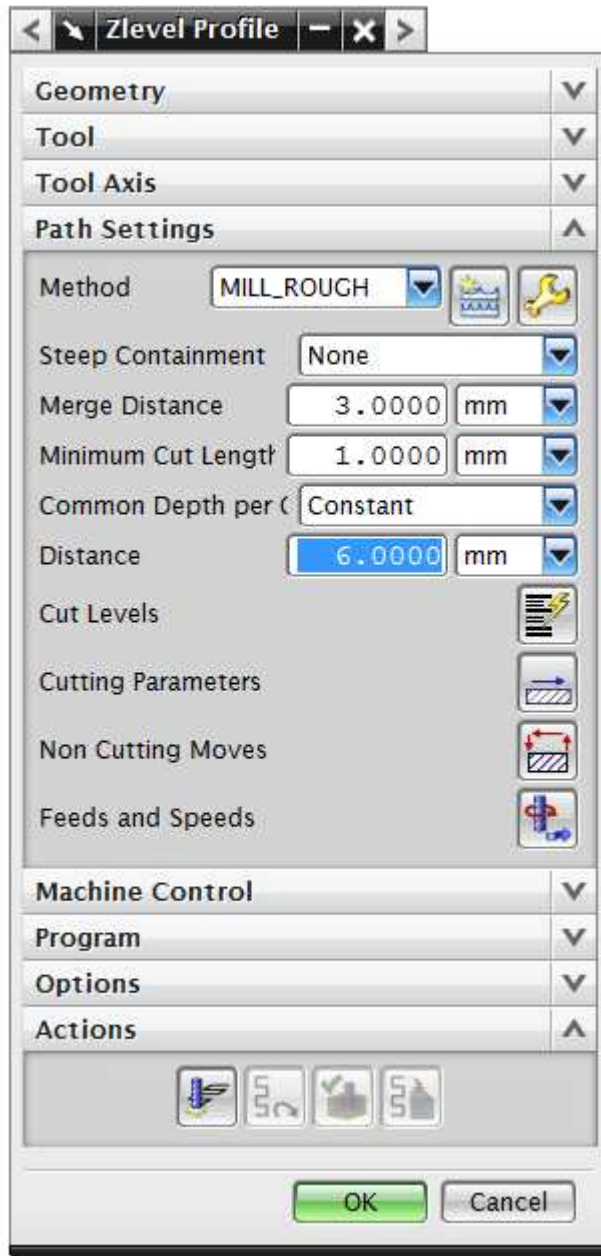 Zlevel Profile
Geometry
Tool
Tool Axis
Path Settings
Method MILL_ROUGH
Steep Containment None
Merge Distance 3.0000 mm
Minimum Cut Length 1.0000 mm
Common Depth per C Constant
Distance 6.0000 mm
Cut Levels
Cutting Parameters
Non Cutting Moves
Feeds and Speeds
Machine Control
Program
Options
Actions
OK Cancel